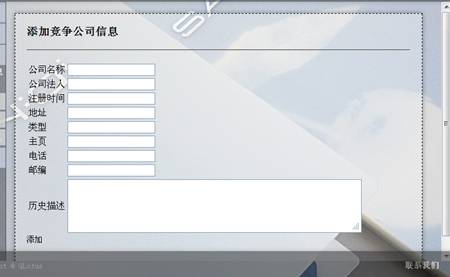 添加竞争公司信息
公司名称
公司法人
注册时间
地址
类型
主页
电话
邮编
历史描述
添加
联系我们